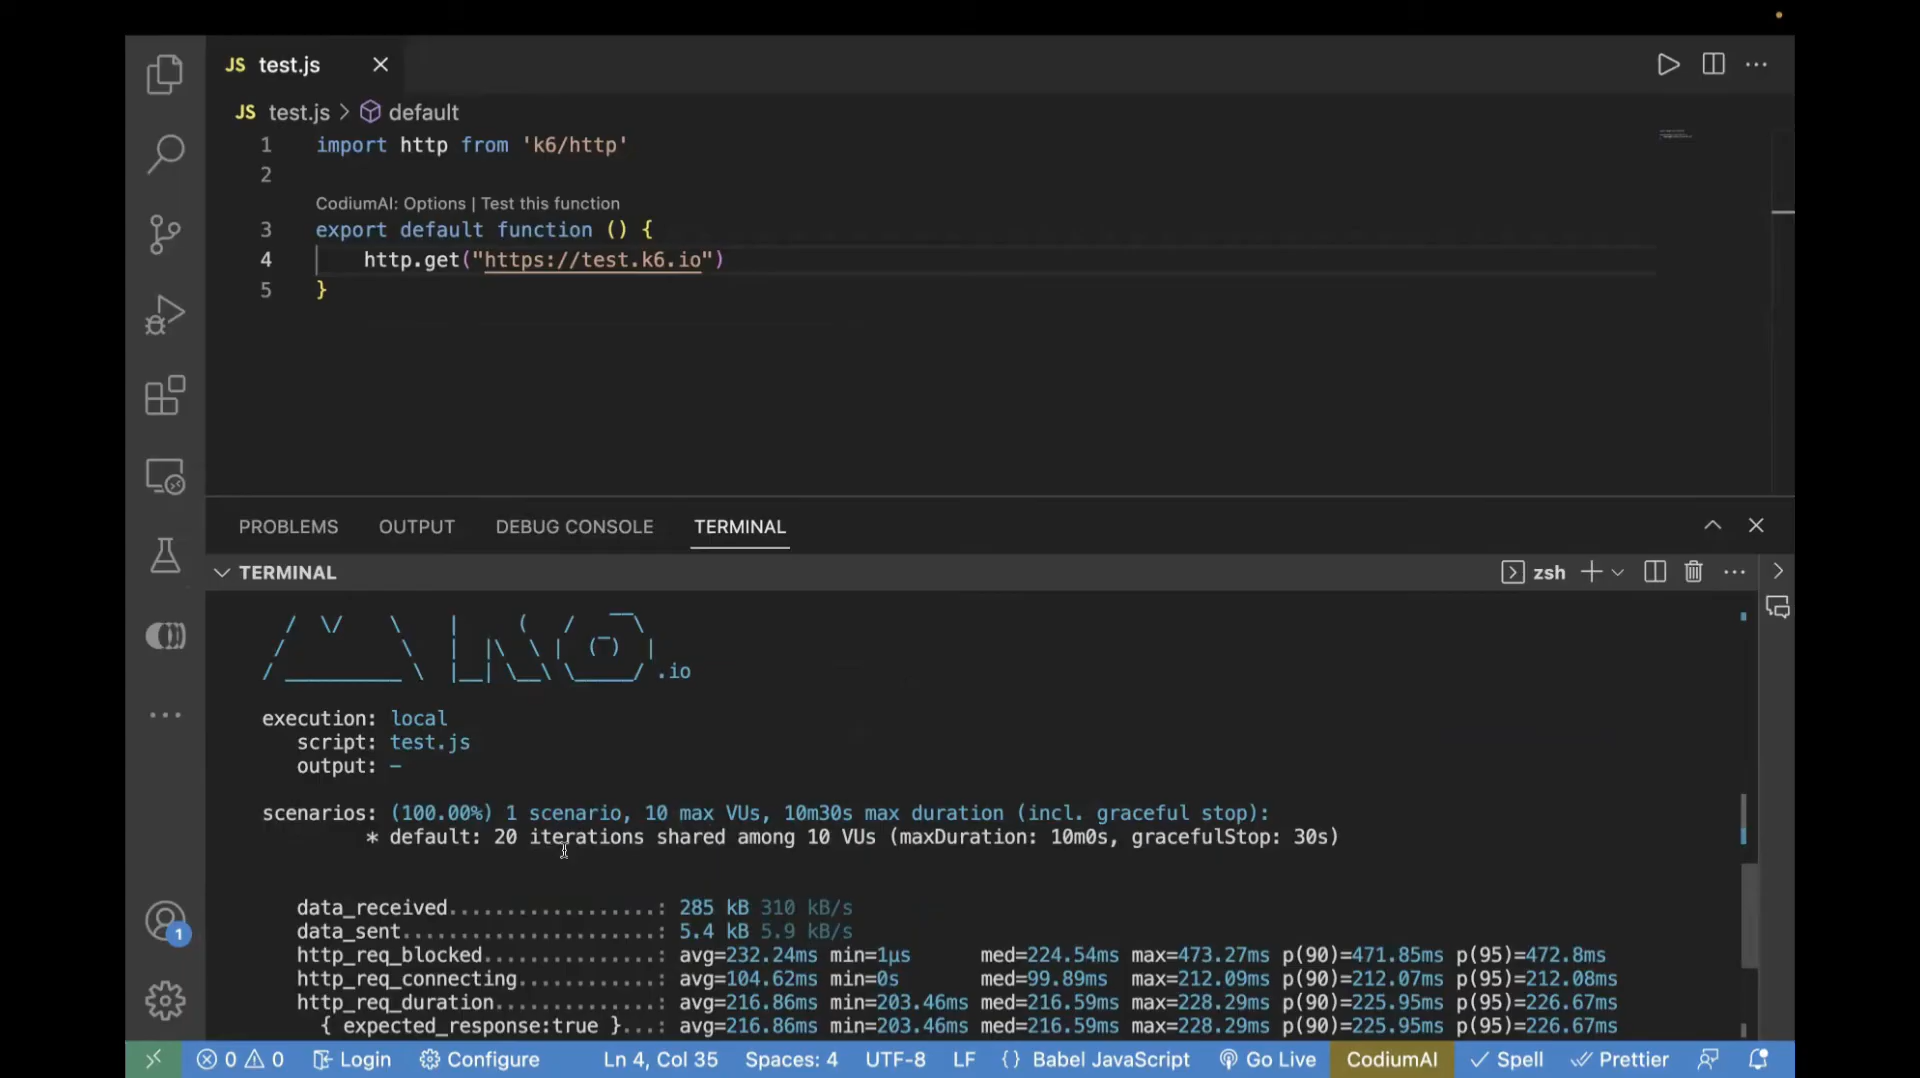 JS test.js
JS test.js > default
1 import http from 'k6/http'
2
CodiumAI: Options | Test this function
3 export default function () {
4 http.get("https://test.k6.io")
5 }
PROBLEMS OUTPUT DEBUG CONSOLE TERMINAL
TERMINAL
zsh
.io
execution: local
script: test.js
output: –
scenarios: (100.00%) 1 scenario, 10 max VUs, 10m30s max duration (incl. graceful stop):
* default: 20 iterations shared among 10 VUs (maxDuration: 10m0s, gracefulStop: 30s)
data_received..................: 285 kB 310 kB/s
data_sent......................: 5.4 kB 5.9 kB/s
http_req_blocked...............: avg=232.24ms min=1µs med=224.54ms max=473.27ms p(90)=471.85ms p(95)=472.8ms
http_req_connecting............: avg=104.62ms min=0s med=99.89ms max=212.09ms p(90)=212.07ms p(95)=212.08ms
http_req_duration..............: avg=216.86ms min=203.46ms med=216.59ms max=228.29ms p(90)=225.95ms p(95)=226.67ms
{ expected_response:true }...: avg=216.86ms min=203.46ms med=216.59ms max=228.29ms p(90)=225.95ms p(95)=226.67ms
1
0 0 Login Configure Ln 4, Col 35 Spaces: 4 UTF-8 LF {} Babel JavaScript Go Live CodiumAI Spell Prettier